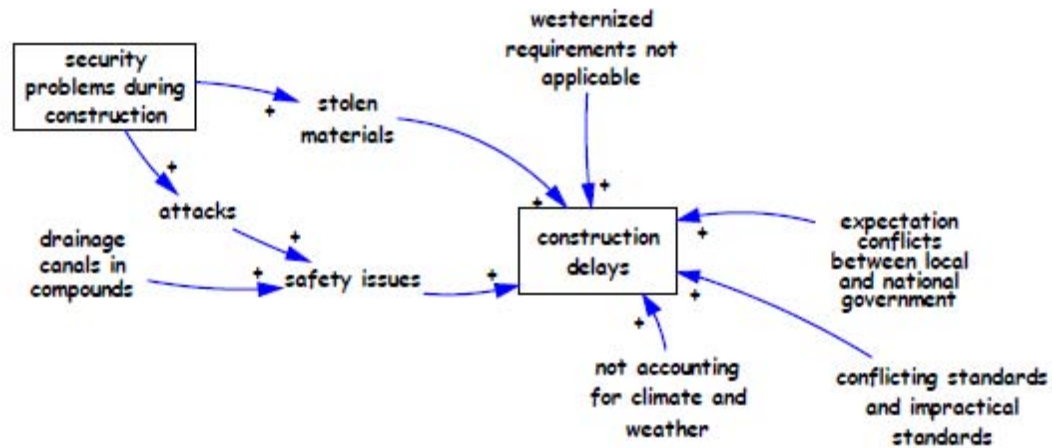 security
problems during
construction
westernized
requirements not
applicable
+
stolen
materials
+
attacks
+
drainage
canals in
compounds
+
safety issues
+
+
+
construction
delays
+
expectation
conflicts
between local
and national
government
+
+
not accounting
for climate and
weather
conflicting standards
and impractical
standards